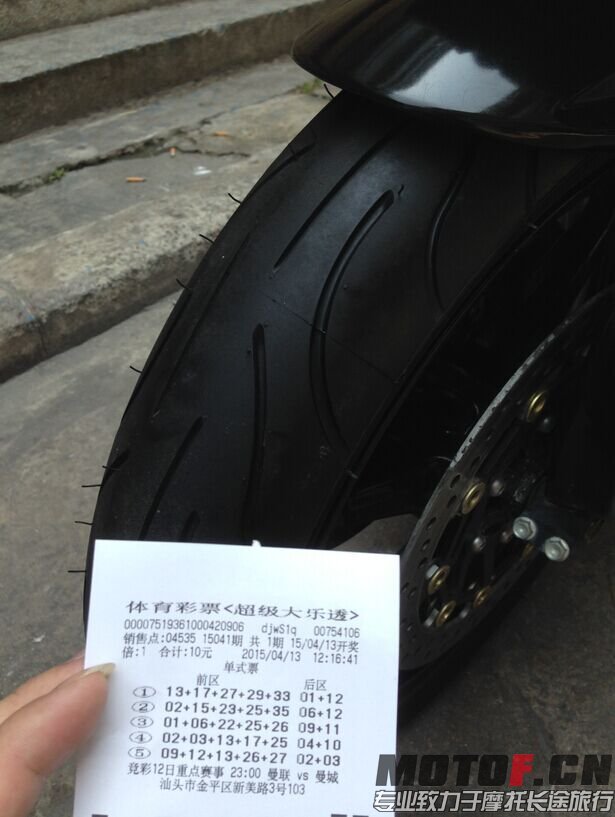 体育彩票<超级大乐透>
00007519361000420906 djwS1q 00754106
销售点:04535 15041期 共 1期 15/04/13开奖
倍:1 合计:10元 2015/04/13 12:16:41
单式票
前区 后区
① 13+17+27+29+33 01+12
② 02+15+23+25+35 06+12
③ 01+06+22+25+26 09+11
④ 02+03+13+17+25 04+10
⑤ 09+12+13+26+27 02+03
竞彩12日重点赛事 23:00 曼联 vs 曼城
汕头市金平区新美路3号103
MOTOF.CN
专业致力于摩托长途旅行